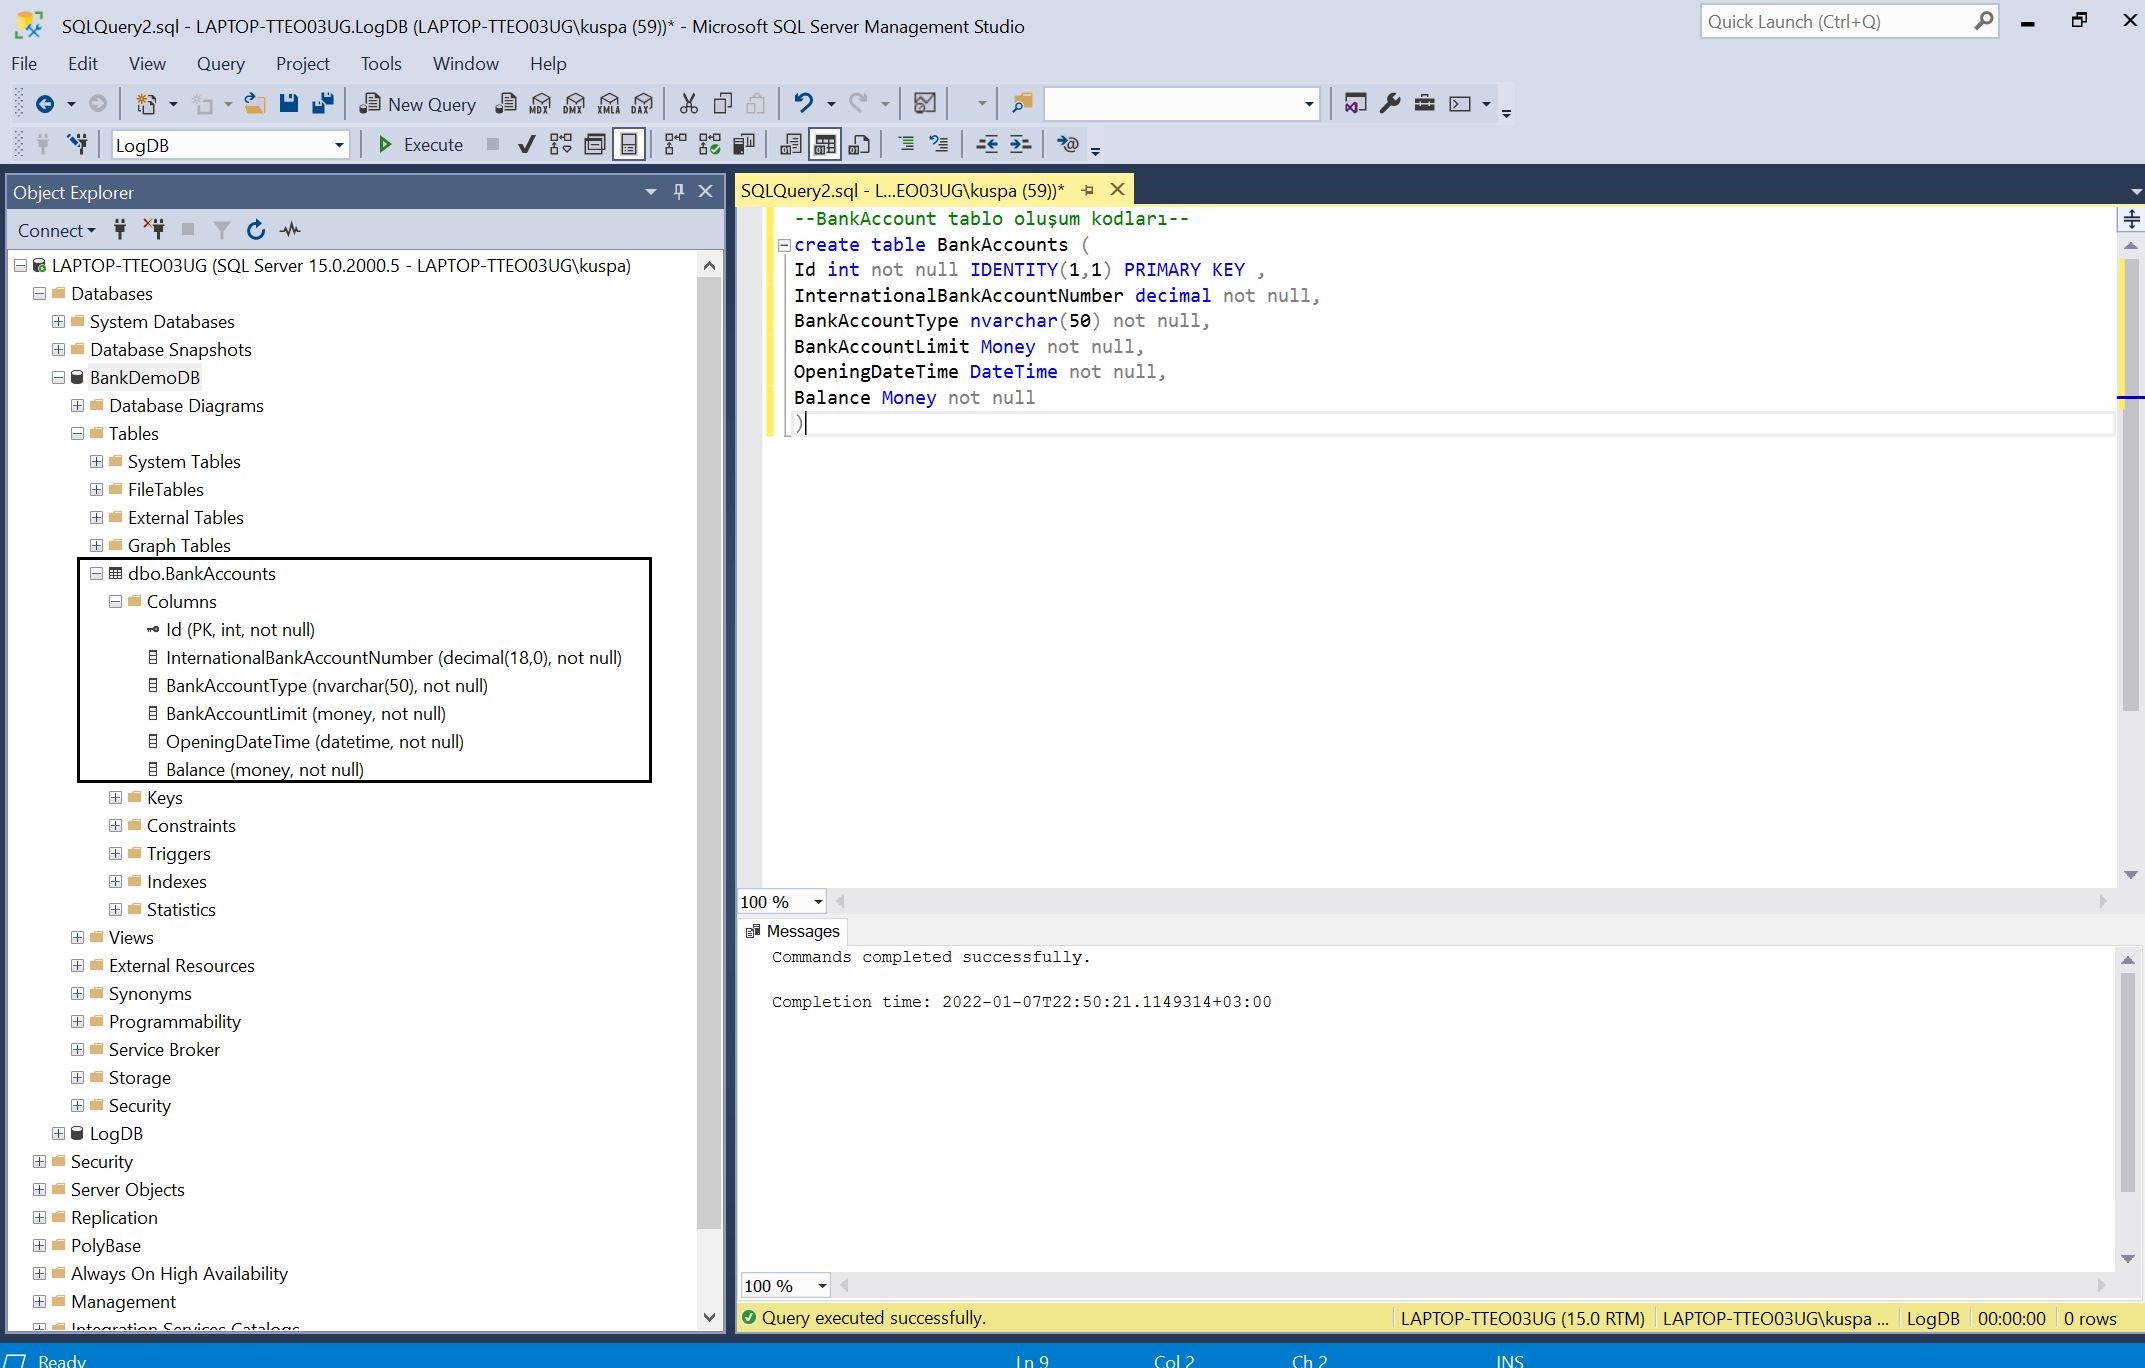 SQLQuery2.sql - LAPTOP-TTEO03UG.LogDB (LAPTOP-TTEO03UG\kuspa (59))* - Microsoft SQL Server Management Studio
Quick Launch (Ctrl+Q)
File Edit View Query Project Tools Window Help
New Query MDX DMX XMLA DAX
LogDB Execute
Object Explorer
Connect
LAPTOP-TTEO03UG (SQL Server 15.0.2000.5 - LAPTOP-TTEO03UG\kuspa)
Databases
System Databases
Database Snapshots
BankDemoDB
Database Diagrams
Tables
System Tables
FileTables
External Tables
Graph Tables
dbo.BankAccounts
Columns
Id (PK, int, not null)
InternationalBankAccountNumber (decimal(18,0), not null)
BankAccountType (nvarchar(50), not null)
BankAccountLimit (money, not null)
OpeningDateTime (datetime, not null)
Balance (money, not null)
Keys
Constraints
Triggers
Indexes
Statistics
Views
External Resources
Synonyms
Programmability
Service Broker
Storage
Security
LogDB
Security
Server Objects
Replication
PolyBase
Always On High Availability
Management
Integration Services Catalogs
SQLQuery2.sql - L...EO03UG\kuspa (59))*
--BankAccount tablo oluşum kodları--
create table BankAccounts (
Id int not null IDENTITY(1,1) PRIMARY KEY ,
InternationalBankAccountNumber decimal not null,
BankAccountType nvarchar(50) not null,
BankAccountLimit Money not null,
OpeningDateTime DateTime not null,
Balance Money not null
)
100 %
Messages
Commands completed successfully.
Completion time: 2022-01-07T22:50:21.1149314+03:00
100 %
Query executed successfully. LAPTOP-TTEO03UG (15.0 RTM) LAPTOP-TTEO03UG\kuspa ... LogDB 00:00:00 0 rows
Ready Ln 9 Col 2 Ch 2 INS